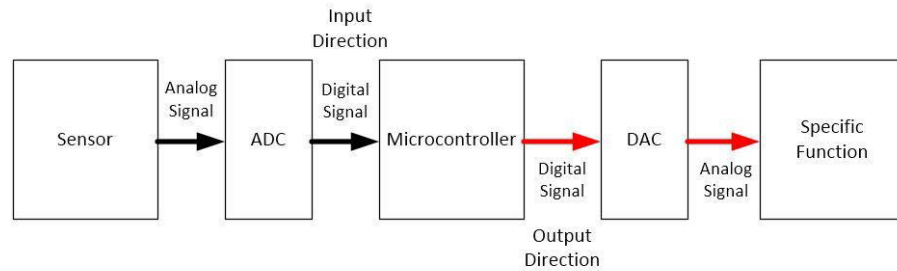 Input
Direction
Sensor
Analog
Signal
ADC
Digital
Signal
Microcontroller
Digital
Signal
DAC
Analog
Signal
Specific
Function
Output
Direction